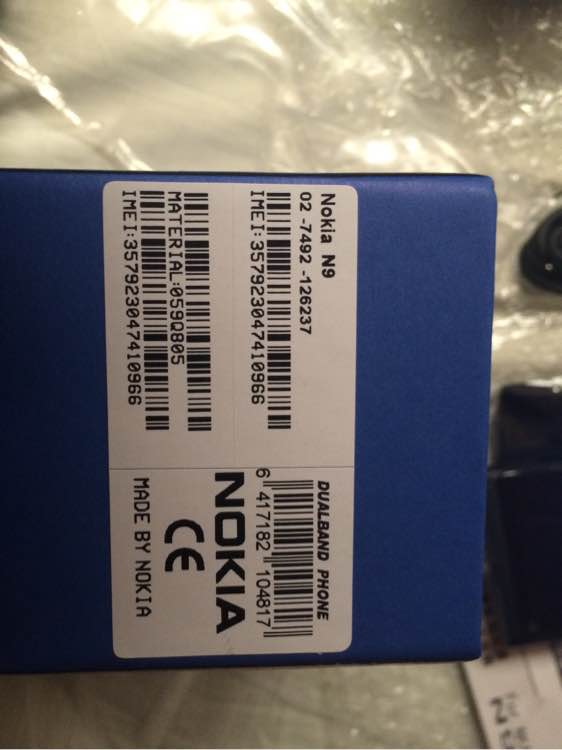 Nokia N9
02 -7492 -126237
IMEI:357923047410966
MATERIAL:059Q805
IMEI:357923047410966
DUALBAND PHONE
6 417182 104817
NOKIA
CE
MADE BY NOKIA